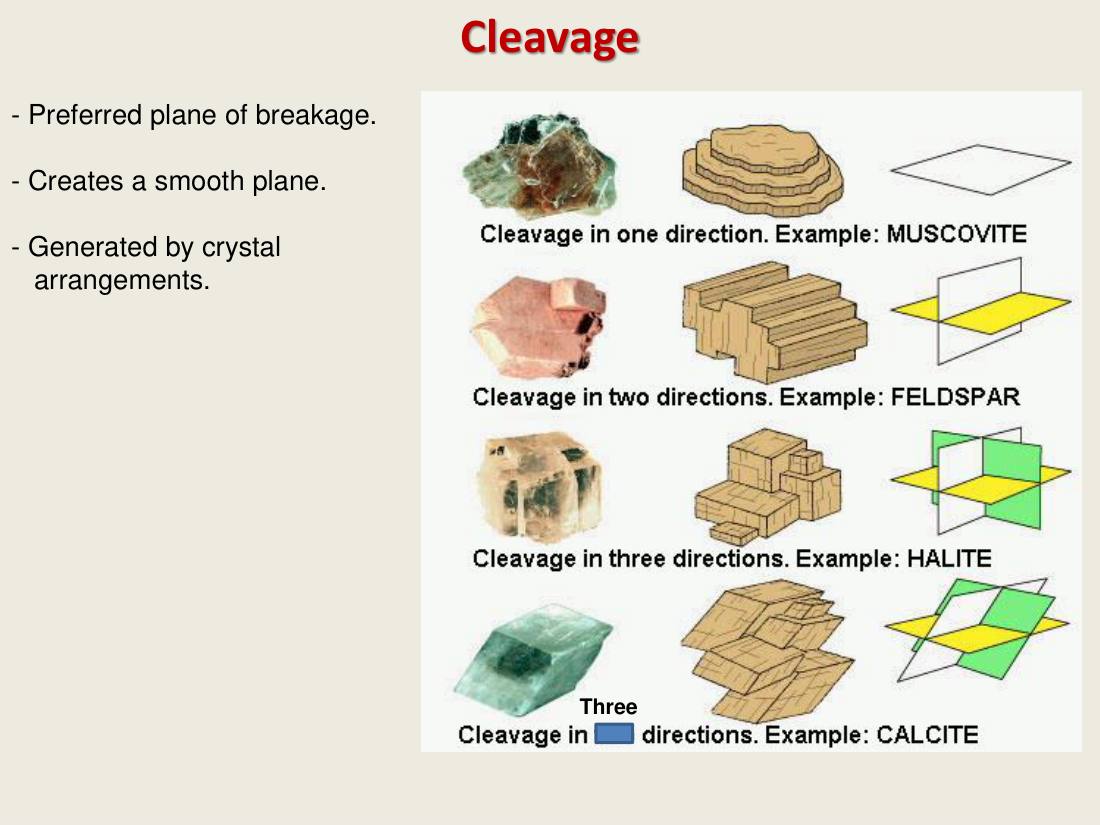 Cleavage
- Preferred plane of breakage.
- Creates a smooth plane.
- Generated by crystal
arrangements.
Cleavage in one direction. Example: MUSCOVITE
Cleavage in two directions. Example: FELDSPAR
Cleavage in three directions. Example: HALITE
Three
Cleavage in directions. Example: CALCITE